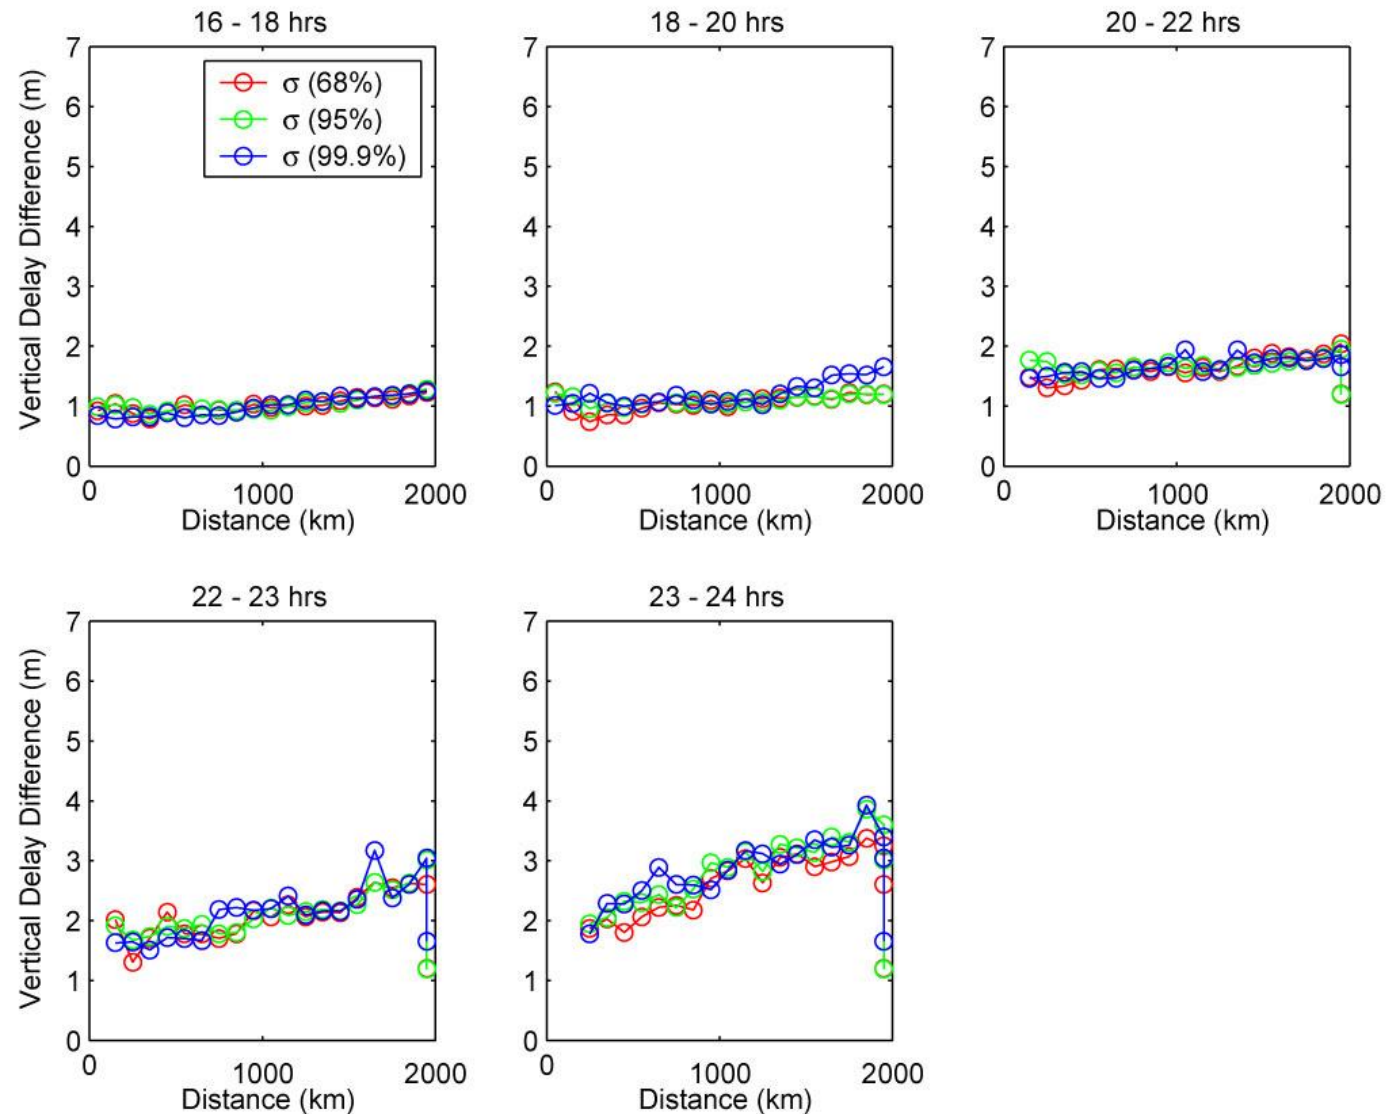 16 - 18 hrs
7
6
5
4
3
2
1
0
0 1000 2000
Vertical Delay Difference (m)
Distance (km)
σ (68%)
σ (95%)
σ (99.9%)
18 - 20 hrs
7
6
5
4
3
2
1
0
0 1000 2000
Distance (km)
20 - 22 hrs
7
6
5
4
3
2
1
0
0 1000 2000
Distance (km)
22 - 23 hrs
7
6
5
4
3
2
1
0
0 1000 2000
Vertical Delay Difference (m)
Distance (km)
23 - 24 hrs
7
6
5
4
3
2
1
0
0 1000 2000
Distance (km)